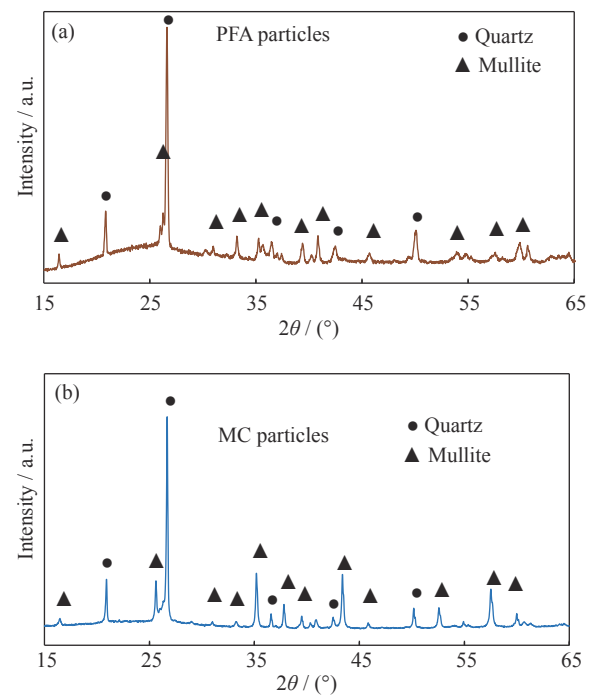 (a)
PFA particles
● Quartz
▲ Mullite
Intensity / a.u.
15 25 35 45 55 65
2θ / (°)
(b)
MC particles
● Quartz
▲ Mullite
Intensity / a.u.
15 25 35 45 55 65
2θ / (°)